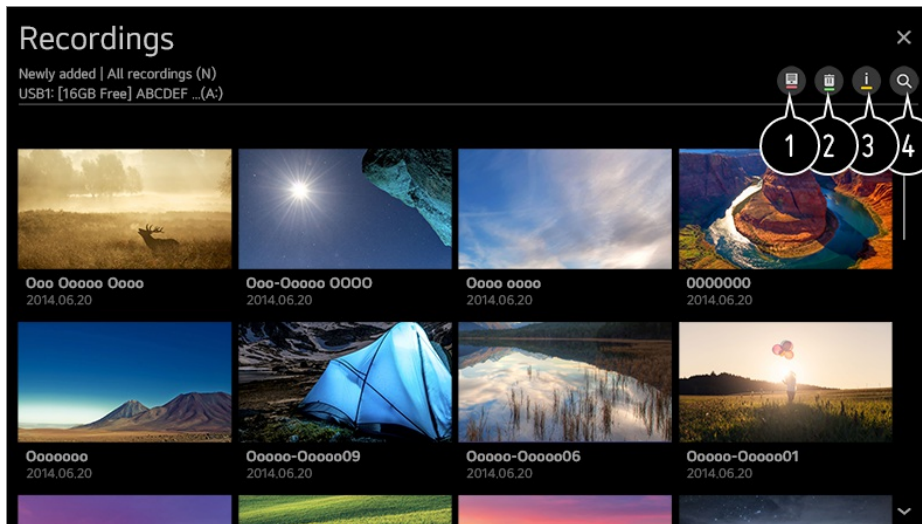 Recordings
Newly added | All recordings (N)
USB1: [16GB Free] ABCDEF ...(A:)
1 2 3 4
Ooo Ooooo Oooo
2014.06.20
Ooo-Ooooo OOOO
2014.06.20
Oooo oooo
2014.06.20
OOOOOOO
2014.06.20
Ooooooo
2014.06.20
Ooooo-Ooooo09
2014.06.20
Ooooo-Ooooo06
2014.06.20
Ooooo-Ooooo01
2014.06.20